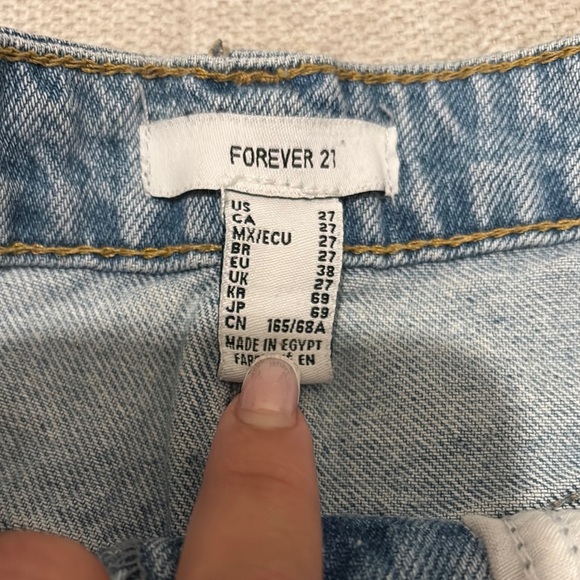 FOREVER 21
US 27
CA 27
MX/ECU 27
BR 27
EU 38
UK 27
KR 69
JP 69
CN 165/68A
MADE IN EGYPT
EN